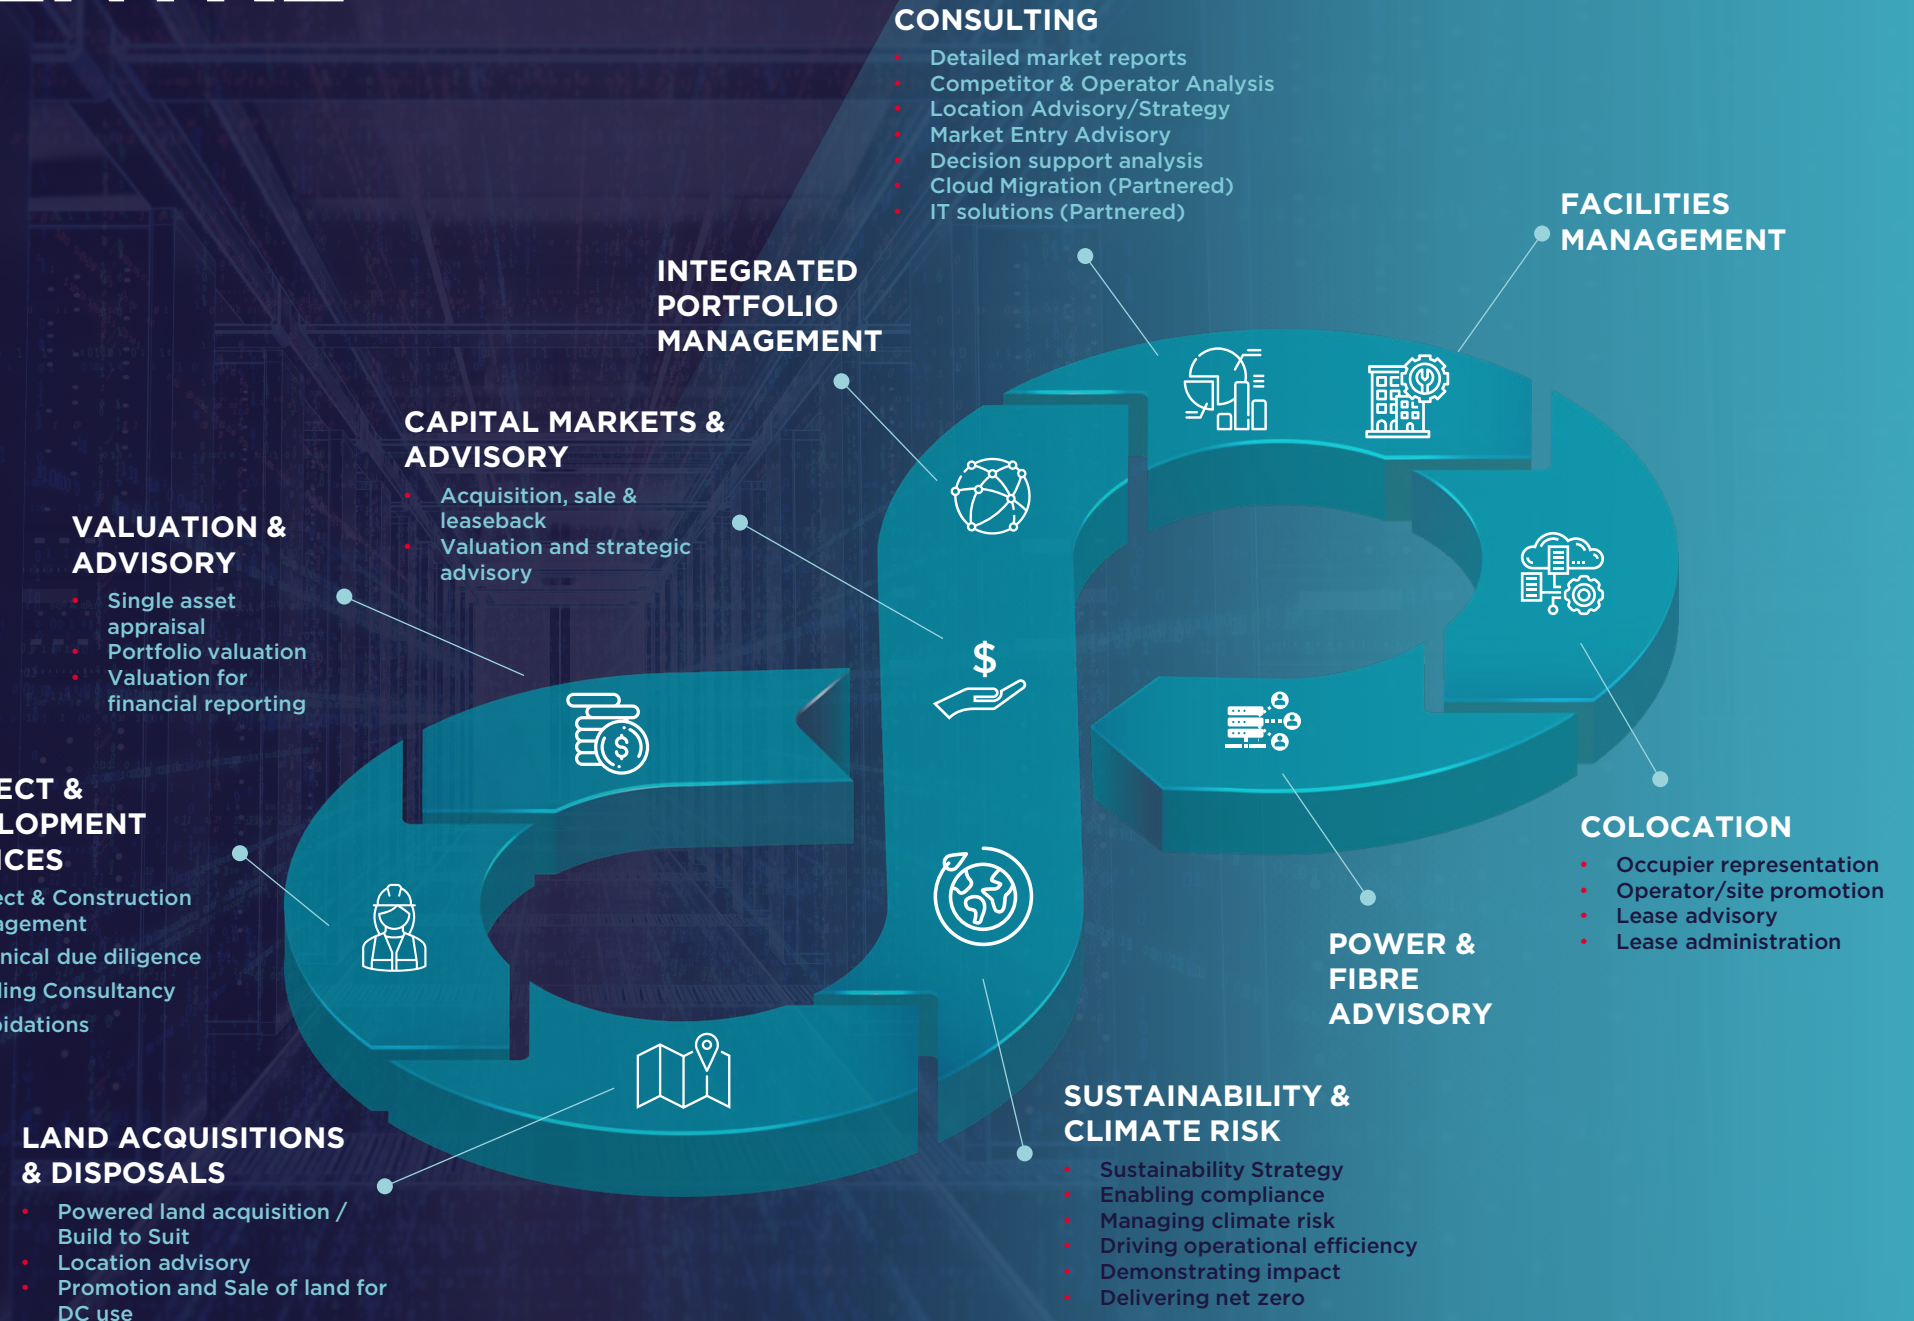 CONSULTING
• Detailed market reports
• Competitor & Operator Analysis
• Location Advisory/Strategy
• Market Entry Advisory
• Decision support analysis
• Cloud Migration (Partnered)
• IT solutions (Partnered)
FACILITIES
MANAGEMENT
INTEGRATED
PORTFOLIO
MANAGEMENT
CAPITAL MARKETS &
ADVISORY
• Acquisition, sale &
leaseback
• Valuation and strategic
advisory
VALUATION &
ADVISORY
• Single asset
appraisal
• Portfolio valuation
• Valuation for
financial reporting
ECT &
LOPMENT
ICES
ect & Construction
agement
nical due diligence
ding Consultancy
pidations
LAND ACQUISITIONS
& DISPOSALS
• Powered land acquisition /
Build to Suit
• Location advisory
• Promotion and Sale of land for
DC use
$
$
COLOCATION
• Occupier representation
• Operator/site promotion
• Lease advisory
• Lease administration
POWER &
FIBRE
ADVISORY
SUSTAINABILITY &
CLIMATE RISK
• Sustainability Strategy
• Enabling compliance
• Managing climate risk
• Driving operational efficiency
• Demonstrating impact
• Delivering net zero